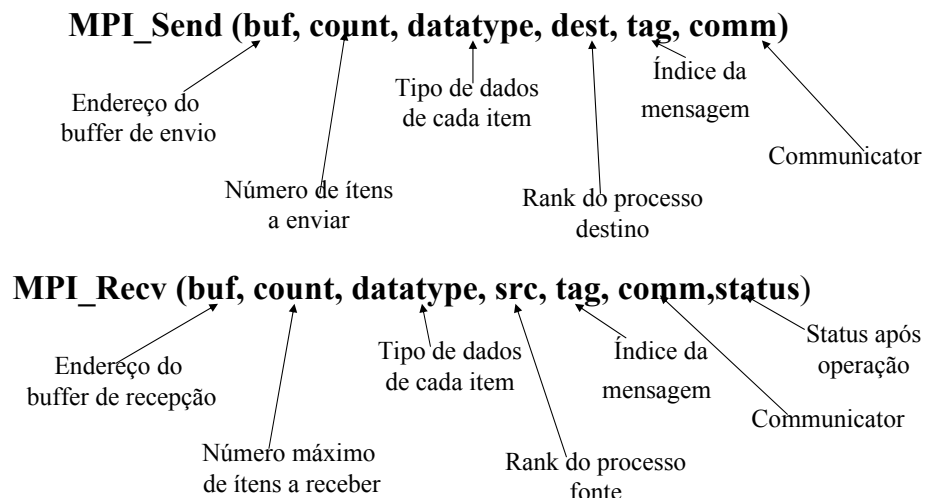 MPI_Send (buf, count, datatype, dest, tag, comm)
Endereço do
buffer de envio
Número de ítens
a enviar
Tipo de dados
de cada item
Rank do processo
destino
Índice da
mensagem
Communicator
MPI_Recv (buf, count, datatype, src, tag, comm,status)
Endereço do
buffer de recepção
Número máximo
de ítens a receber
Tipo de dados
de cada item
Rank do processo
fonte
Índice da
mensagem
Communicator
Status após
operação